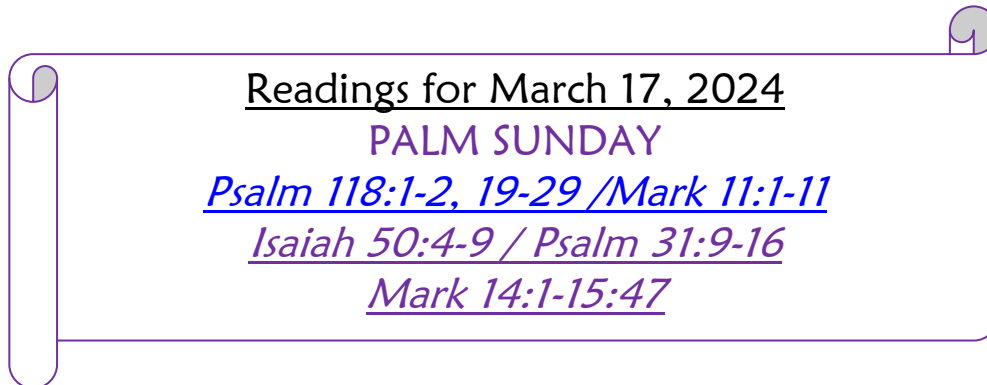 Readings for March 17, 2024
PALM SUNDAY
Psalm 118:1-2, 19-29 /Mark 11:1-11
Isaiah 50:4-9 / Psalm 31:9-16
Mark 14:1-15:47